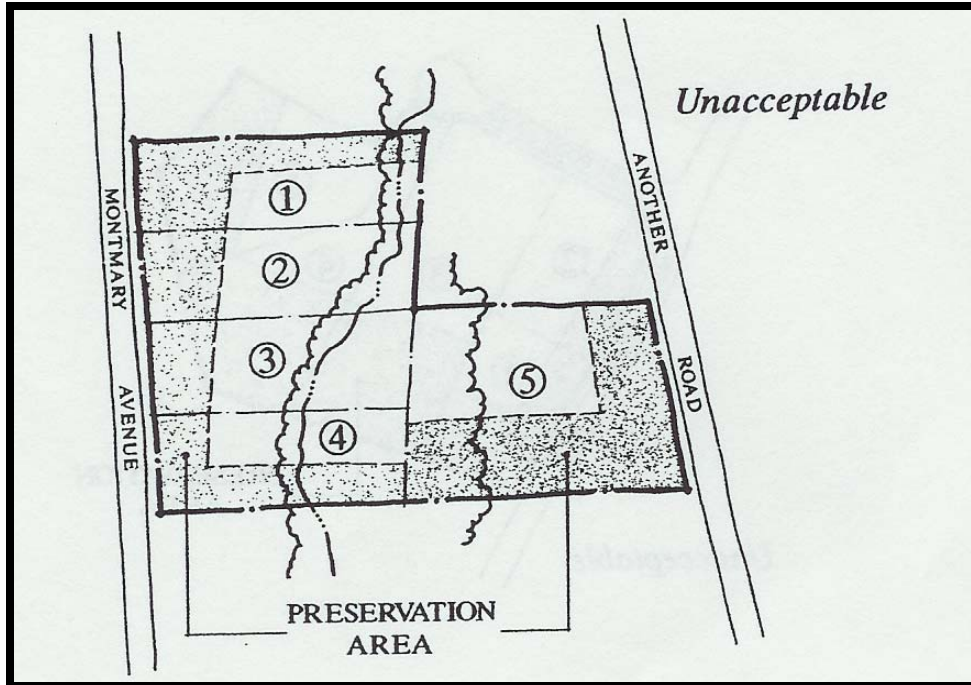 Unacceptable
MONTMARY
AVENUE
ANOTHER
ROAD
①
②
③
④
⑤
PRESERVATION
AREA